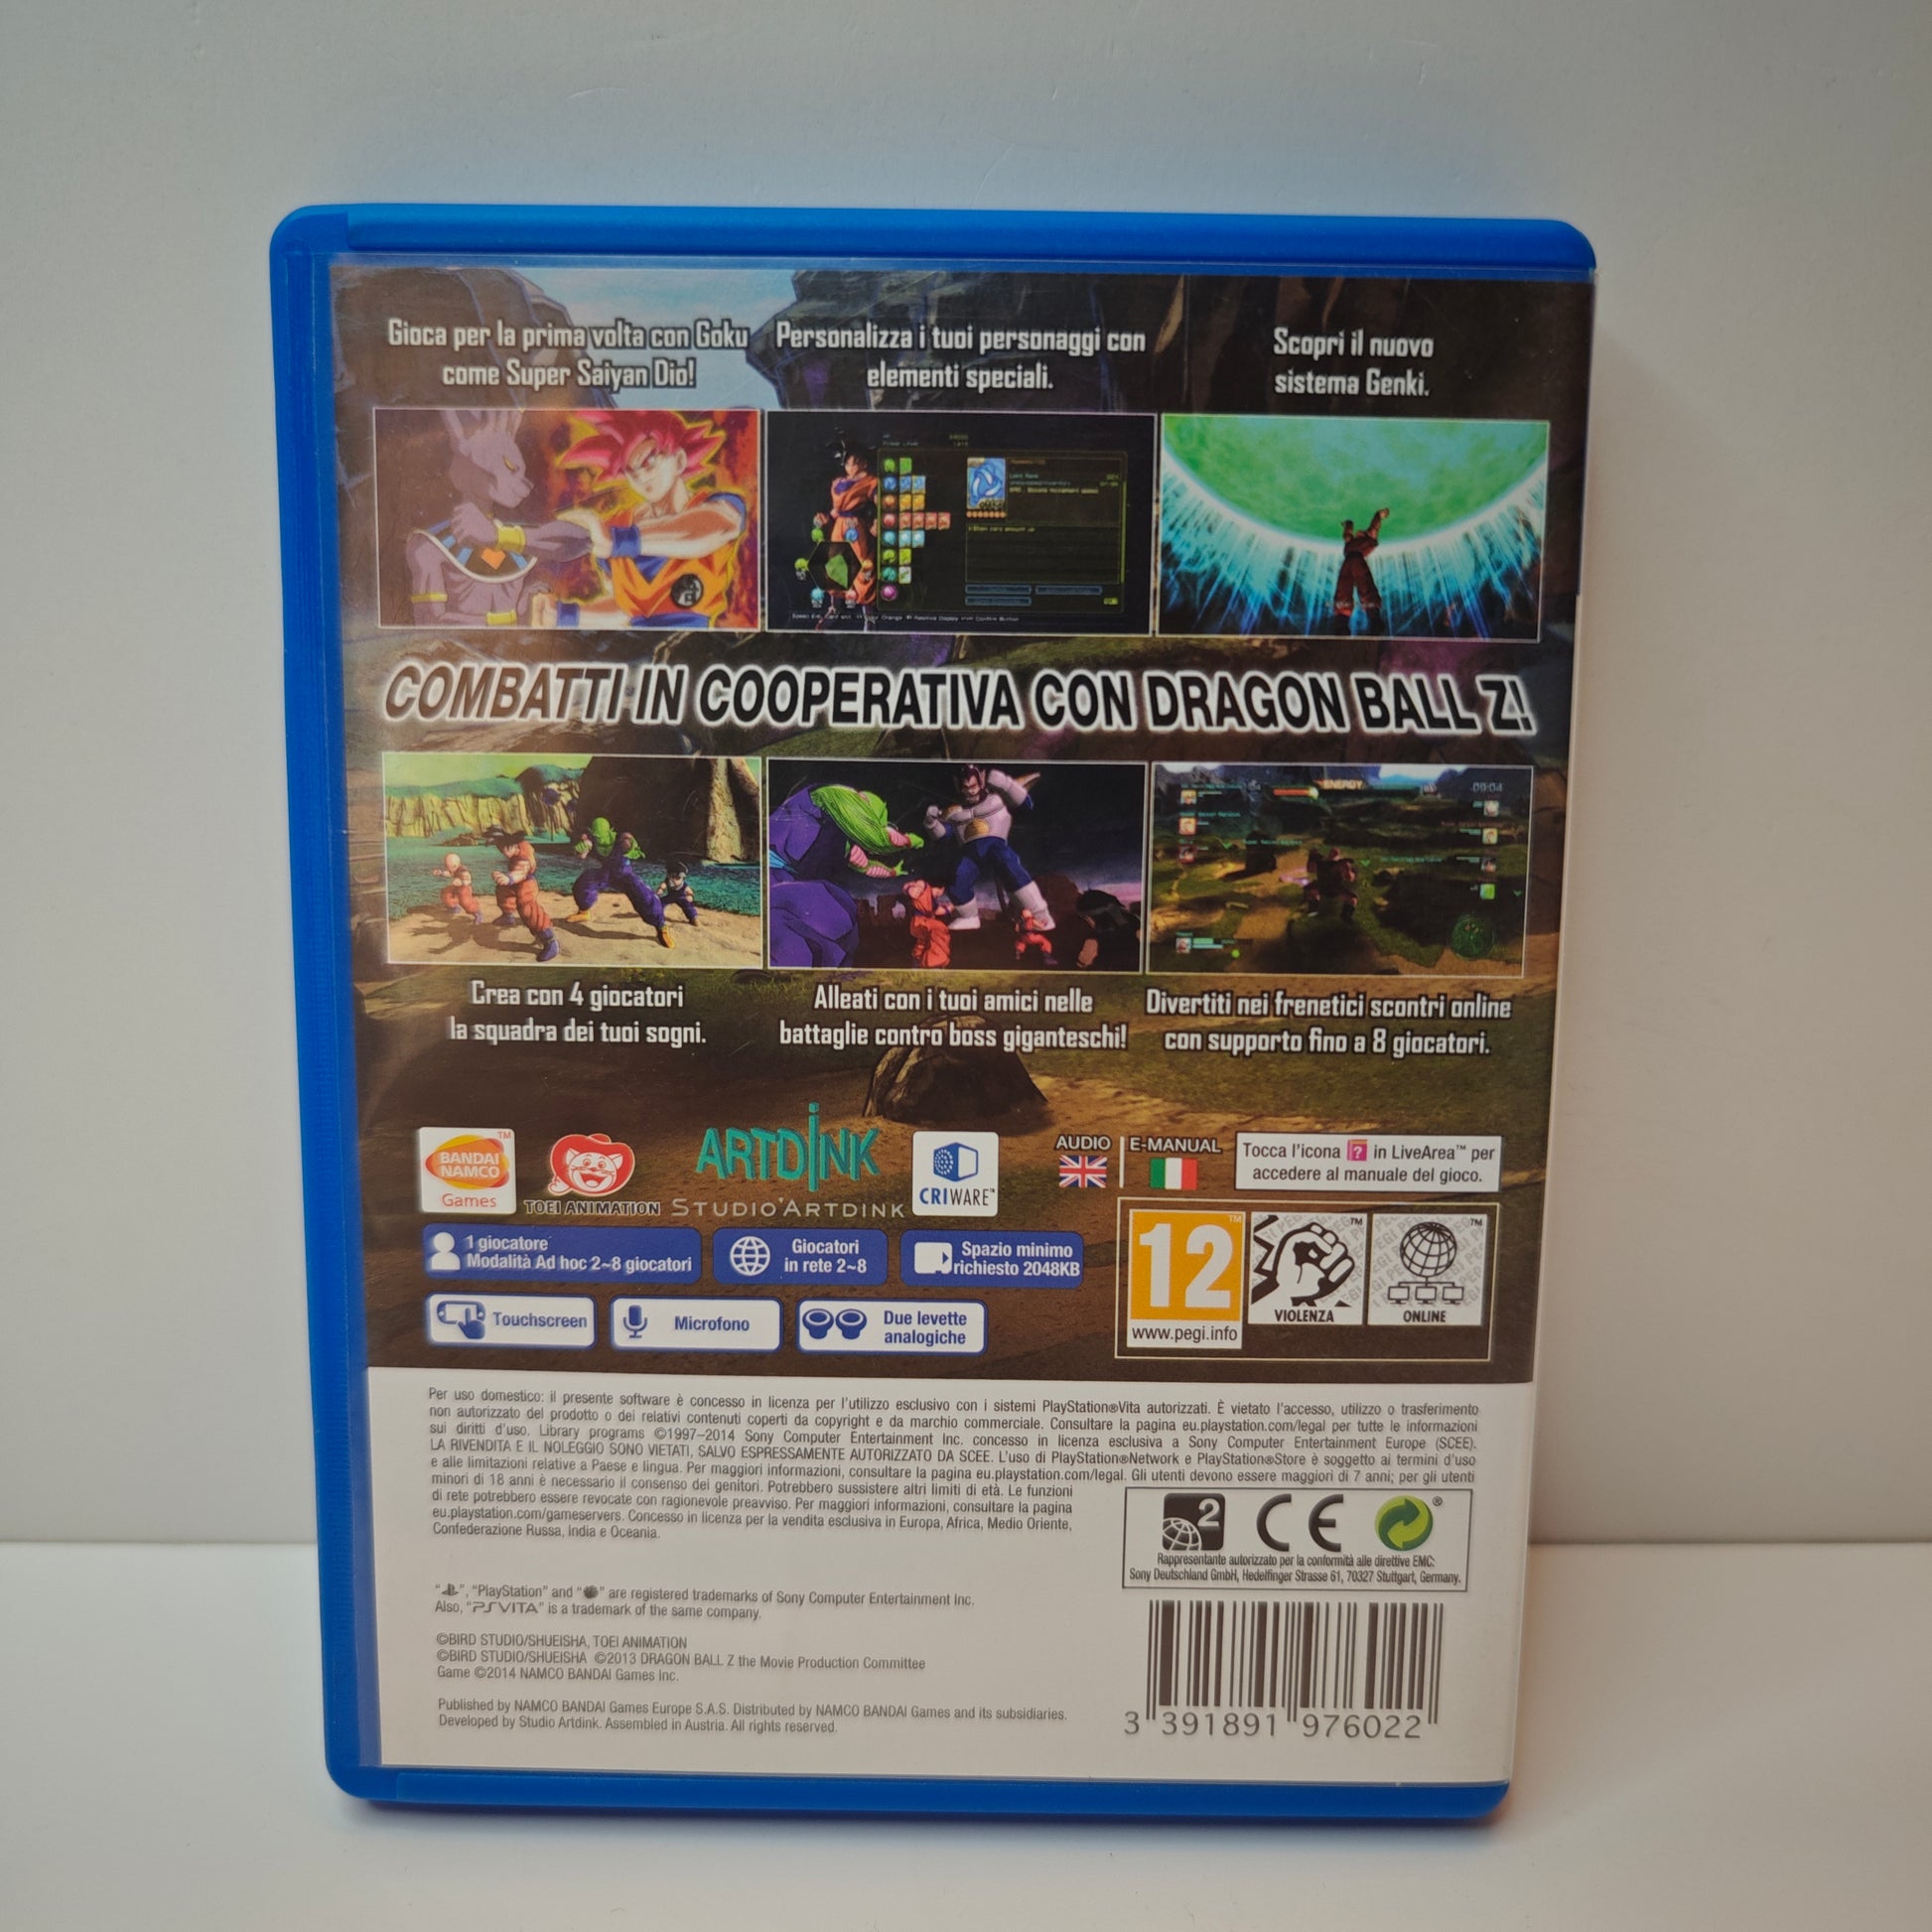 Gioca per la prima volta con Goku
come Super Saiyan Dio!
Personalizza i tuoi personaggi con
elementi speciali.
Scopri il nuovo
sistema Genki.
COMBATTI IN COOPERATIVA CON DRAGON BALL Z!
ENERGY
Crea con 4 giocatori
la squadra dei tuoi sogni.
Alleati con i tuoi amici nelle
battaglie contro boss giganteschi!
Divertiti nei frenetici scontri online
con supporto fino a 8 giocatori.
BANDAI
NAMCO
Games
TOEI ANIMATION
ARTDINK
STUDIO ARTDINK
CRIWARE™
AUDIO
E-MANUAL
Tocca l'icona ? in LiveArea™ per
accedere al manuale del gioco.
1 giocatore
Modalità Ad hoc 2~8 giocatori
Giocatori
in rete 2~8
Spazio minimo
richiesto 2048KB
Touchscreen
Microfono
Due levette
analogiche
12
www.pegi.info
VIOLENZA
ONLINE
Per uso domestico: il presente software è concesso in licenza per l'utilizzo esclusivo con i sistemi PlayStation®Vita autorizzati. È vietato l'accesso, utilizzo o trasferimento
non autorizzato del prodotto o dei relativi contenuti coperti da copyright e da marchio commerciale. Consultare la pagina eu.playstation.com/legal per tutte le informazioni
sui diritti d'uso. Library programs ©1997–2014 Sony Computer Entertainment Inc. concesso in licenza esclusiva a Sony Computer Entertainment Europe (SCEE).
LA RIVENDITA E IL NOLEGGIO SONO VIETATI, SALVO ESPRESSAMENTE AUTORIZZATO DA SCEE. L'uso di PlayStation®Network e PlayStation®Store è soggetto ai termini d'uso
e alle limitazioni relative a Paese e lingua. Per maggiori informazioni, consultare la pagina eu.playstation.com/legal. Gli utenti devono essere maggiori di 7 anni; per gli utenti
minori di 18 anni è necessario il consenso dei genitori. Potrebbero sussistere altri limiti di età. Le funzioni
di rete potrebbero essere revocate con ragionevole preavviso. Per maggiori informazioni, consultare la pagina
eu.playstation.com/gameservers. Concesso in licenza per la vendita esclusiva in Europa, Africa, Medio Oriente,
Confederazione Russa, India e Oceania.
2 CE
Rappresentante autorizzato per la conformità alle direttive EMC:
Sony Deutschland GmbH, Hedelfinger Strasse 61, 70327 Stuttgart, Germany.
"", "PlayStation" and "" are registered trademarks of Sony Computer Entertainment Inc.
Also, "PSVITA" is a trademark of the same company.
©BIRD STUDIO/SHUEISHA, TOEI ANIMATION
©BIRD STUDIO/SHUEISHA ©2013 DRAGON BALL Z the Movie Production Committee
Game ©2014 NAMCO BANDAI Games Inc.
Published by NAMCO BANDAI Games Europe S.A.S. Distributed by NAMCO BANDAI Games and its subsidiaries.
Developed by Studio Artdink. Assembled in Austria. All rights reserved.
3 391891 976022